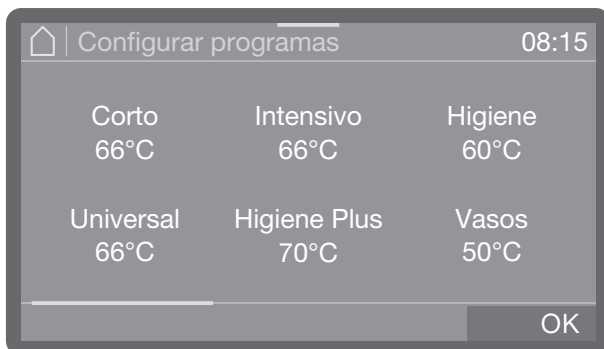 Configurar programas 08:15
Corto Intensivo Higiene
66°C 66°C 60°C
Universal Higiene Plus Vasos
66°C 70°C 50°C
OK